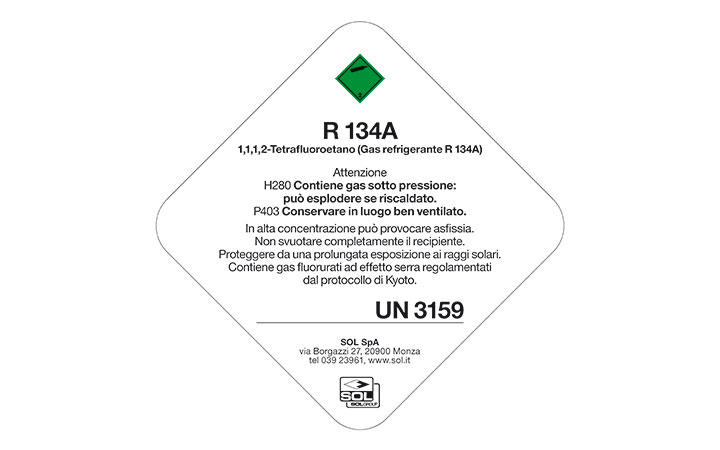 2
R 134A
1,1,1,2-Tetrafluoroetano (Gas refrigerante R 134A)
Attenzione
H280 Contiene gas sotto pressione:
può esplodere se riscaldato.
P403 Conservare in luogo ben ventilato.
In alta concentrazione può provocare asfissia.
Non svuotare completamente il recipiente.
Proteggere da una prolungata esposizione ai raggi solari.
Contiene gas fluorurati ad effetto serra regolamentati
dal protocollo di Kyoto.
UN 3159
SOL SpA
via Borgazzi 27, 20900 Monza
tel 039 23961, www.sol.it
SOL
SOLGROUP